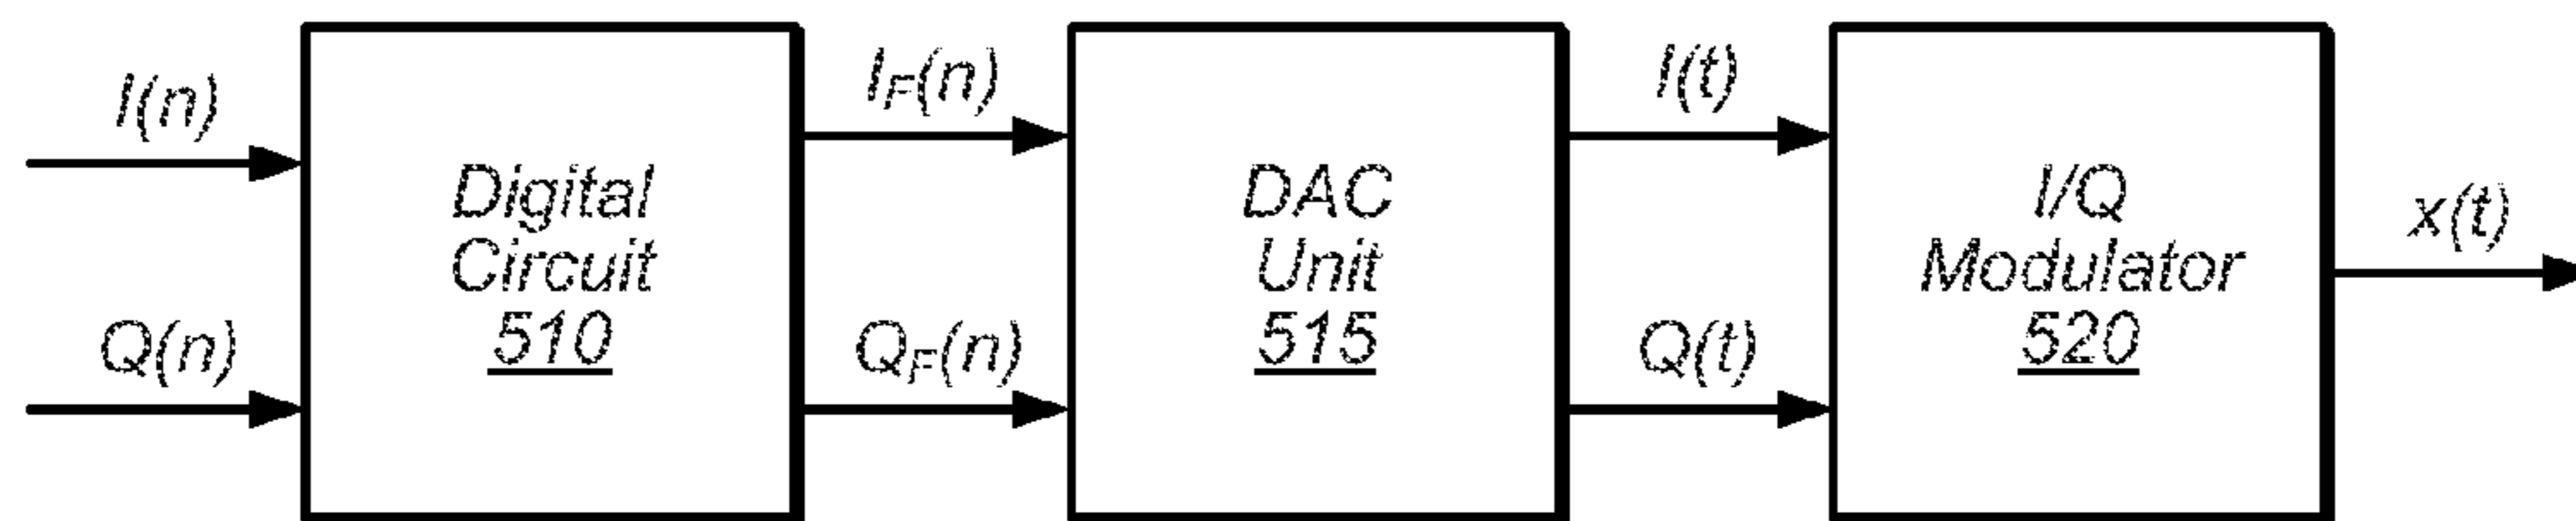 I(n)
Q(n)
Digital
Circuit
510
I_F(n)
Q_F(n)
DAC
Unit
515
I(t)
Q(t)
I/Q
Modulator
520
x(t)